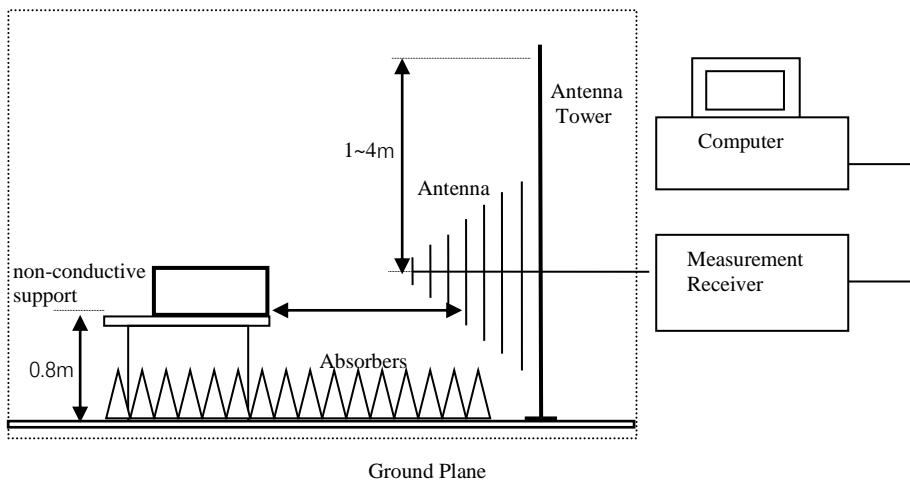 Antenna
Tower
1~4m
Computer
Antenna
non-conductive
support
Measurement
Receiver
0.8m
Absorbers
Ground Plane